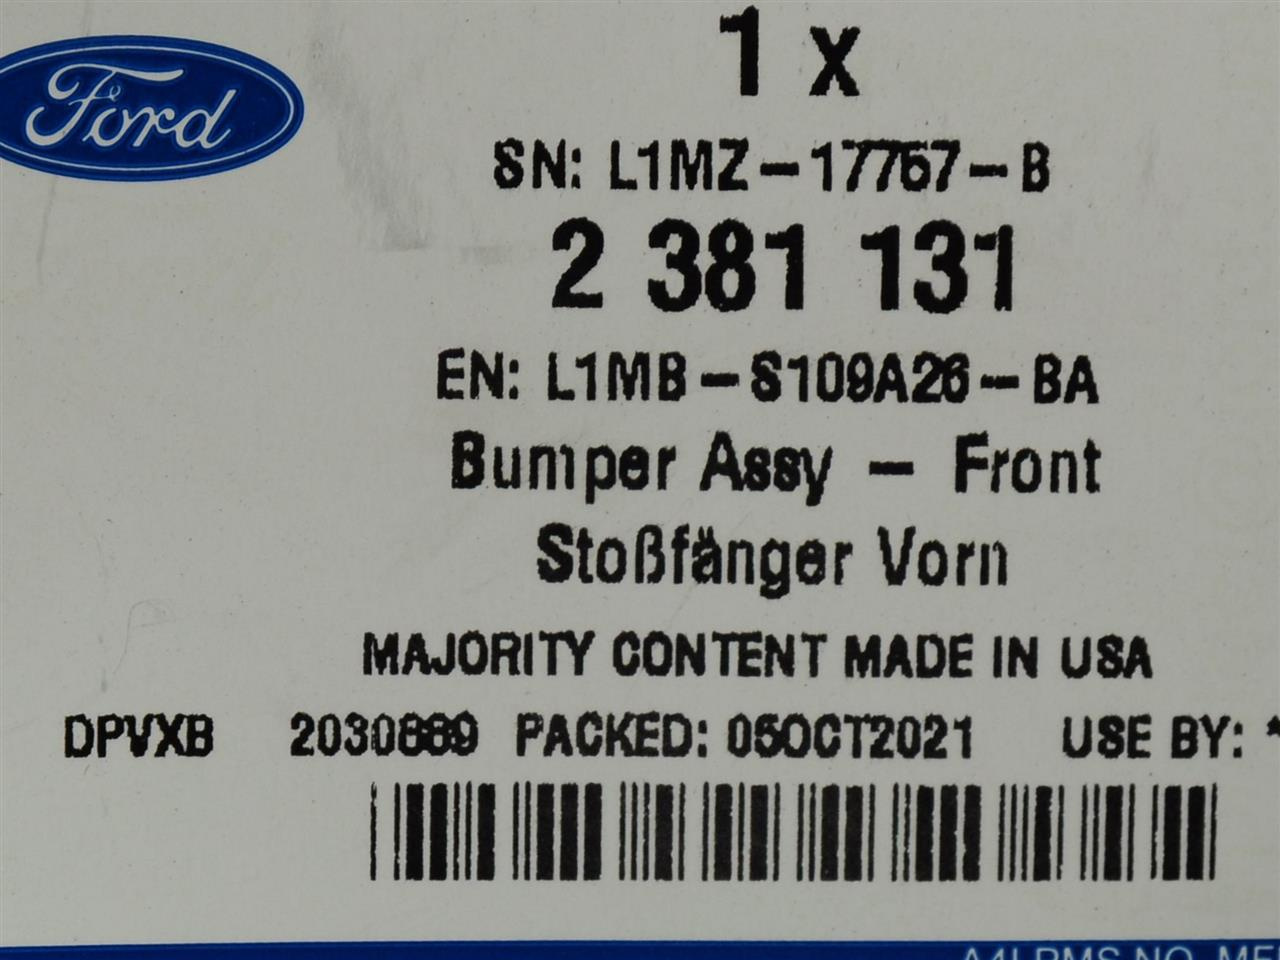 Ford
1 x
SN: L1MZ-17757-B
2 381 131
EN: L1MB-S109A26-BA
Bumper Assy - Front
Stoßfänger Vorn
MAJORITY CONTENT MADE IN USA
DPVXB 2030889 PACKED: 05OCT2021 USE BY: *